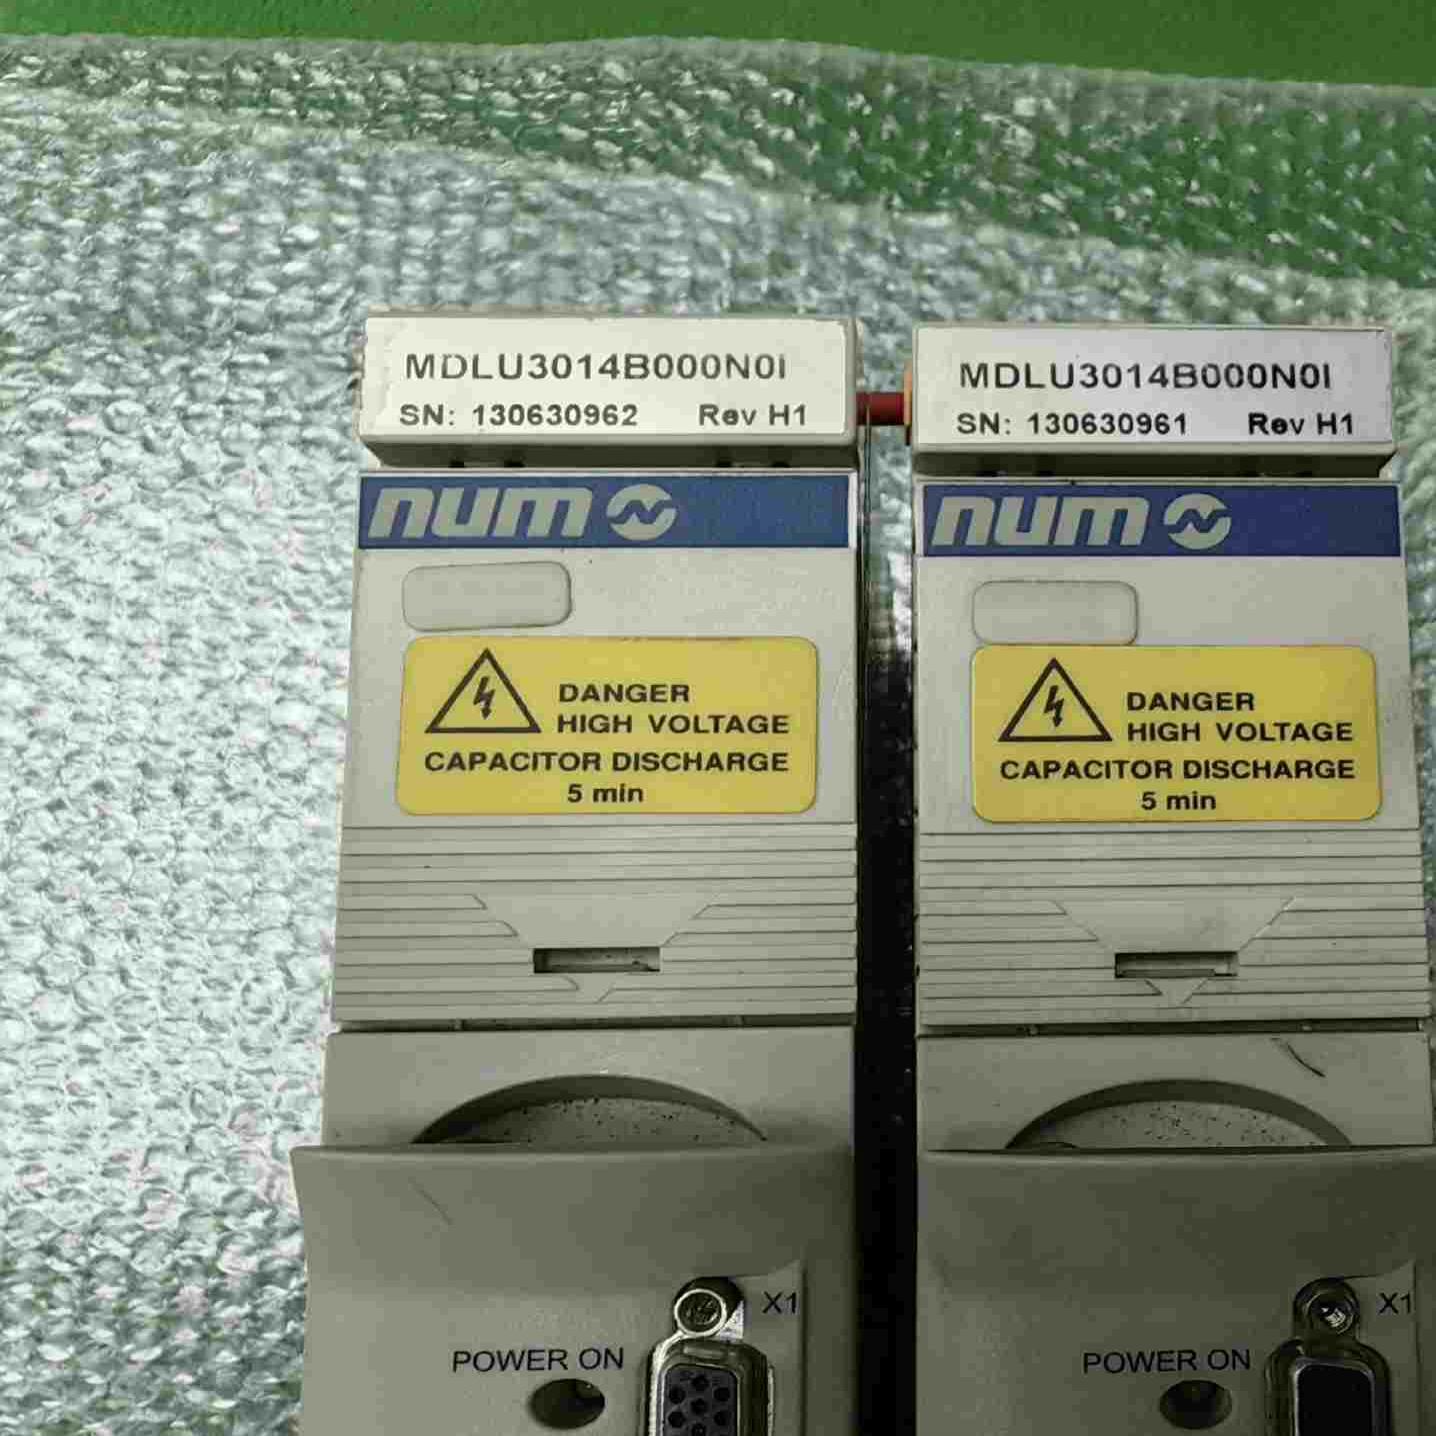 MDLU3014B000N0I
SN: 130630962 Rev H1
num
DANGER
HIGH VOLTAGE
CAPACITOR DISCHARGE
5 min
X1
POWER ON
MDLU3014B000N0I
SN: 130630961 Rev H1
num
DANGER
HIGH VOLTAGE
CAPACITOR DISCHARGE
5 min
X1
POWER ON